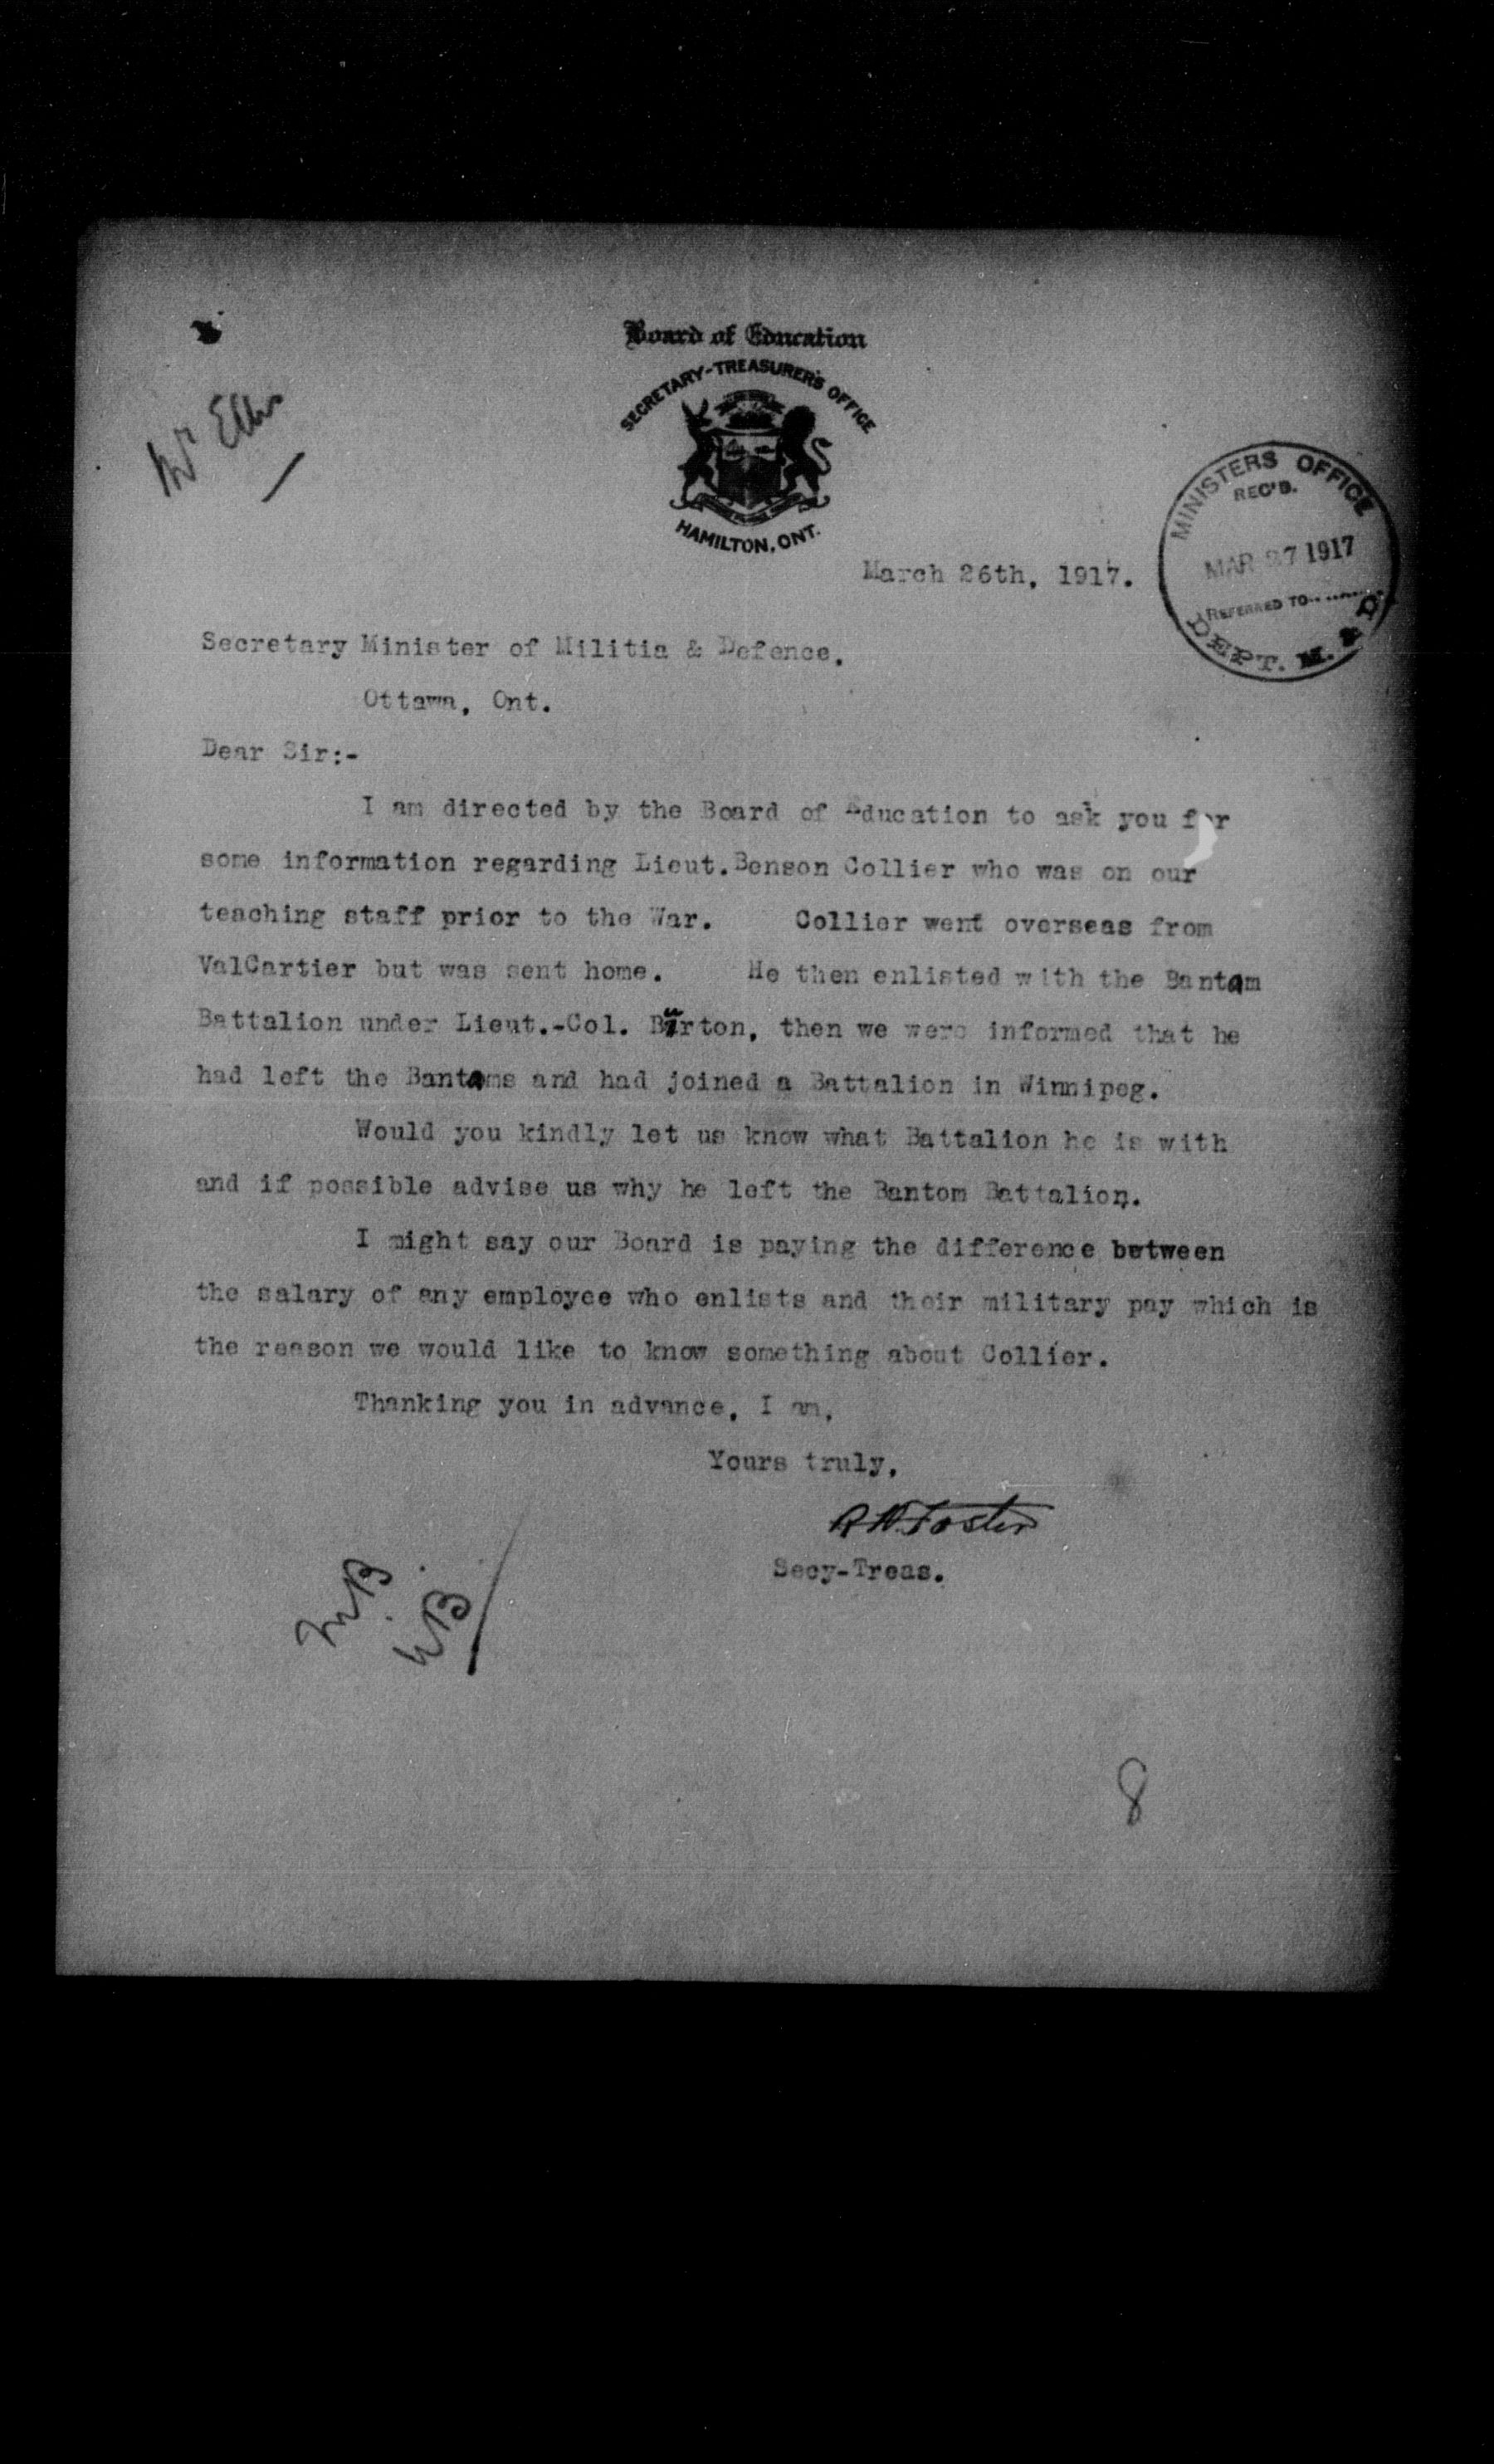 Board of Education
SECRETARY-TREASURER'S OFFICE
HAMILTON, ONT.
Mr
MINISTERS OFFICE
REC'D.
MAR 27 1917
REFERRED TO
DEPT. M. & D.
March 26th, 1917.
Secretary Minister of Militia & Defence,
Ottawa, Ont.
Dear Sir:-
I am directed by the Board of Education to ask you for
some information regarding Lieut. Benson Collier who was on our
teaching staff prior to the War. Collier went overseas from
ValCartier but was sent home. He then enlisted with the Bantam
Battalion under Lieut.-Col. Burton, then we were informed that he
had left the Bantams and had joined a Battalion in Winnipeg.
Would you kindly let us know what Battalion he is with
and if possible advise us why he left the Bantom Battalion.
I might say our Board is paying the difference between
the salary of any employee who enlists and their military pay which is
the reason we would like to know something about Collier.
Thanking you in advance, I am,
Yours truly,
R H Foster
Secy-Treas.
8